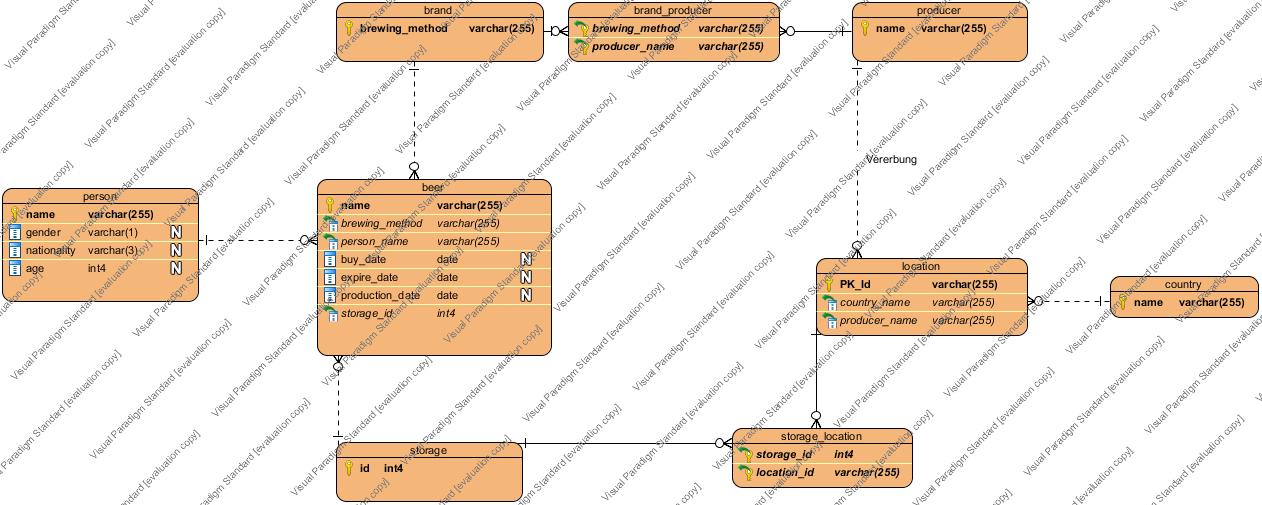 brand
brewing_method varchar(255)
brand_producer
brewing_method varchar(255)
producer_name varchar(255)
producer
name varchar(255)
Vererbung
person
name varchar(255)
gender varchar(1) N
nationality varchar(3) N
age int4 N
beer
name varchar(255)
brewing_method varchar(255)
person_name varchar(255)
buy_date date N
expire_date date N
production_date date N
storage_id int4
location
PK_Id varchar(255)
country_name varchar(255)
producer_name varchar(255)
country
name varchar(255)
storage
id int4
storage_location
storage_id int4
location_id varchar(255)
Visual Paradigm Standard [evaluation copy]